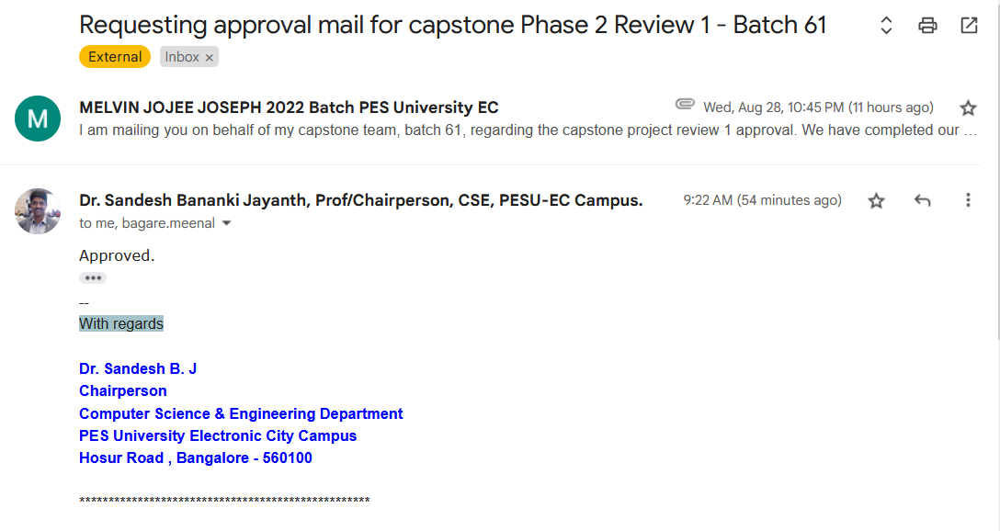 Requesting approval mail for capstone Phase 2 Review 1 - Batch 61
External Inbox ×
M MELVIN JOJEE JOSEPH 2022 Batch PES University EC Wed, Aug 28, 10:45 PM (11 hours ago)
I am mailing you on behalf of my capstone team, batch 61, regarding the capstone project review 1 approval. We have completed our ...
Dr. Sandesh Bananki Jayanth, Prof/Chairperson, CSE, PESU-EC Campus. 9:22 AM (54 minutes ago)
to me, bagare.meenal
Approved.
--
With regards
Dr. Sandesh B. J
Chairperson
Computer Science & Engineering Department
PES University Electronic City Campus
Hosur Road , Bangalore - 560100
**************************************************